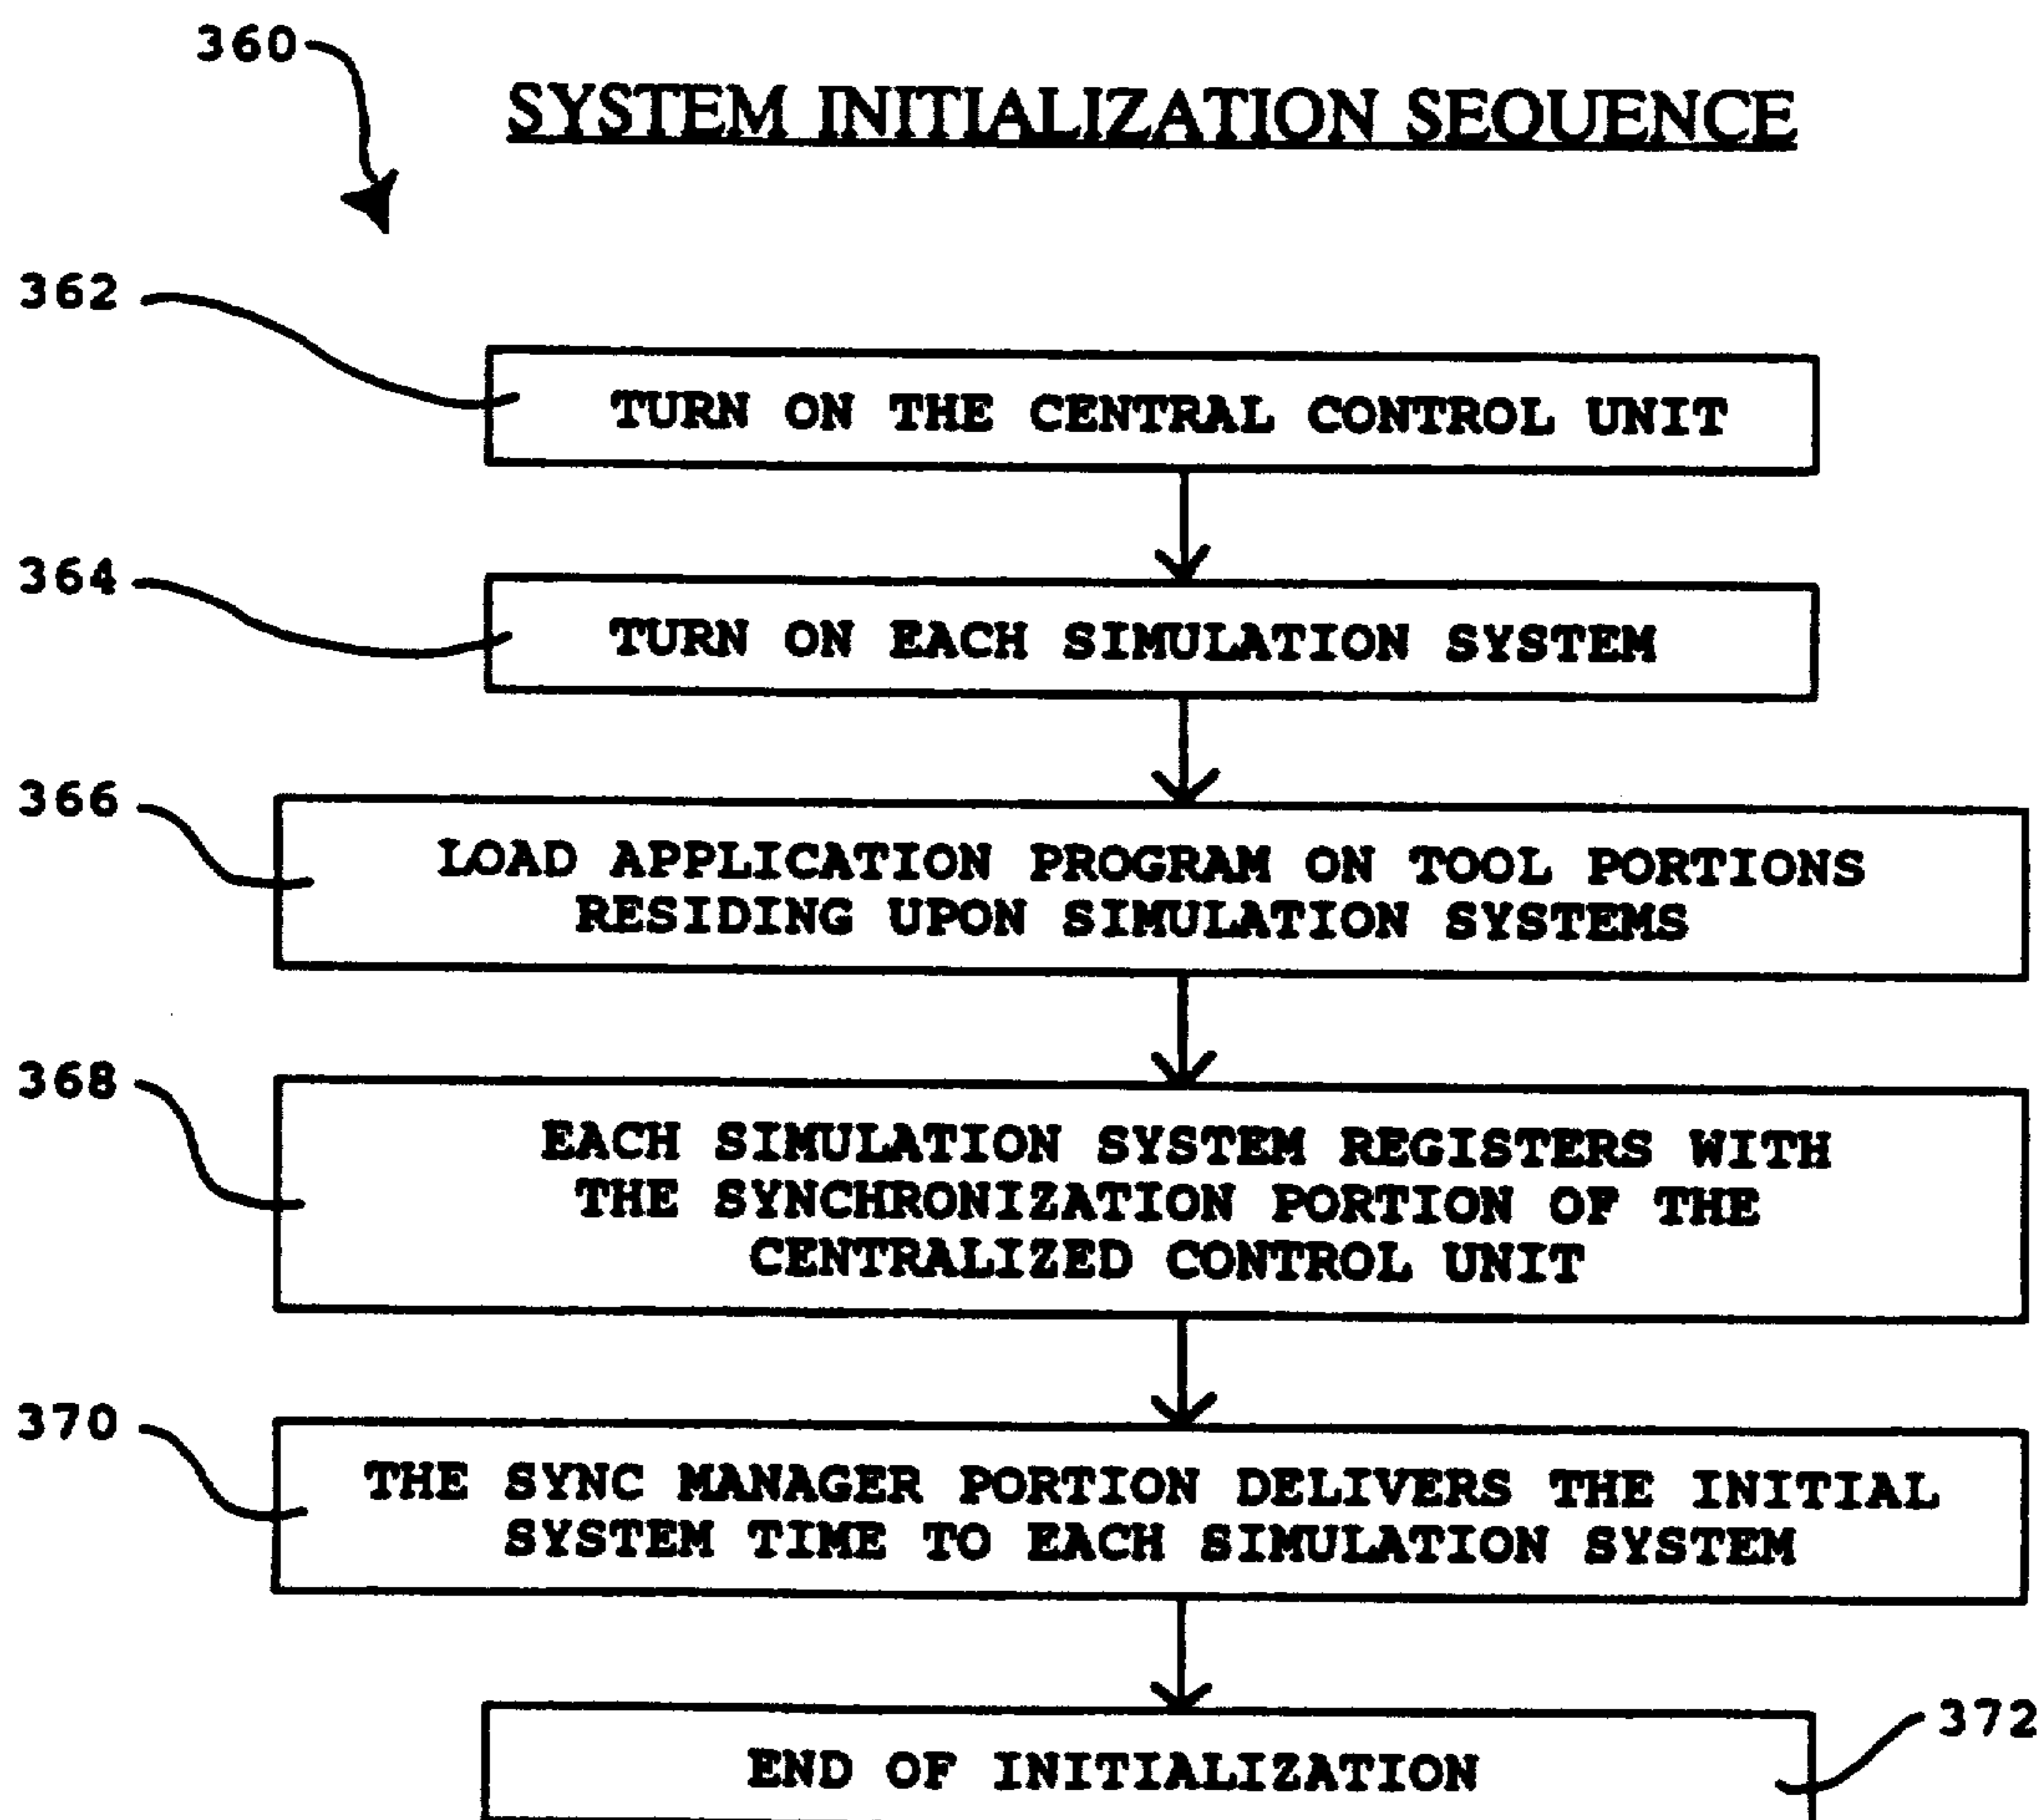 360
SYSTEM INITIALIZATION SEQUENCE
362
TURN ON THE CENTRAL CONTROL UNIT
364
TURN ON EACH SIMULATION SYSTEM
366
LOAD APPLICATION PROGRAM ON TOOL PORTIONS
RESIDING UPON SIMULATION SYSTEMS
368
EACH SIMULATION SYSTEM REGISTERS WITH
THE SYNCHRONIZATION PORTION OF THE
CENTRALIZED CONTROL UNIT
370
THE SYNC MANAGER PORTION DELIVERS THE INITIAL
SYSTEM TIME TO EACH SIMULATION SYSTEM
372
END OF INITIALIZATION